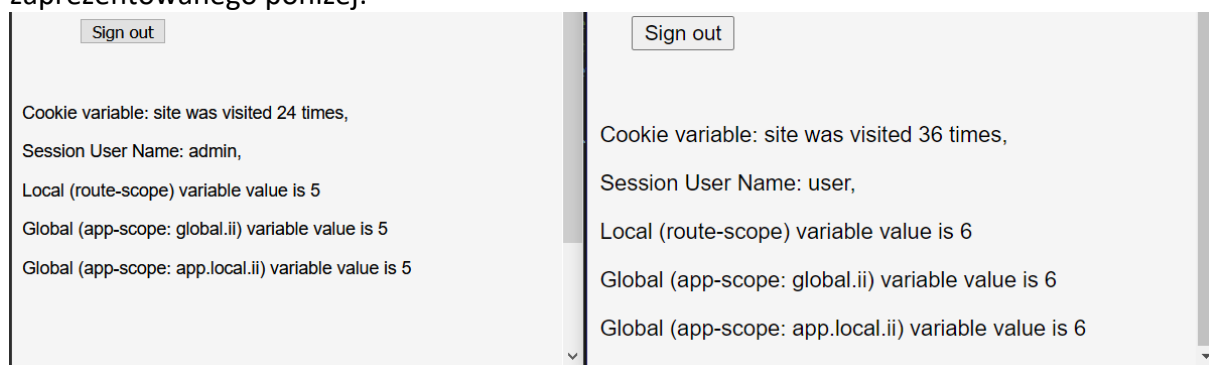 zaprezentowanego poniżej:
Sign out
Cookie variable: site was visited 24 times,
Session User Name: admin,
Local (route-scope) variable value is 5
Global (app-scope: global.ii) variable value is 5
Global (app-scope: app.local.ii) variable value is 5
Sign out
Cookie variable: site was visited 36 times,
Session User Name: user,
Local (route-scope) variable value is 6
Global (app-scope: global.ii) variable value is 6
Global (app-scope: app.local.ii) variable value is 6